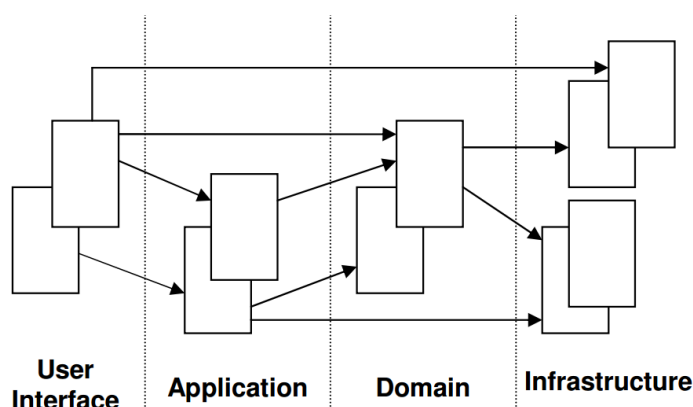 User
Interface
Application
Domain
Infrastructure